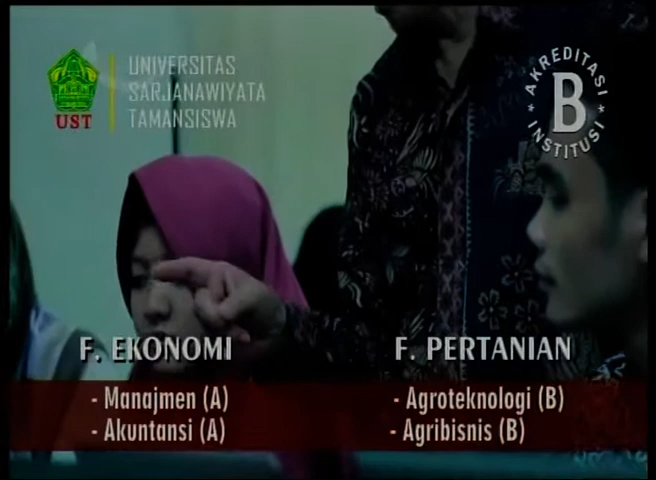 UNIVERSITAS
SARJANAWIYATA
TAMANSISWA
UST
AKREDITASI
B
INSTITUSI
F. EKONOMI
- Manajmen (A)
- Akuntansi (A)
F. PERTANIAN
- Agroteknologi (B)
- Agribisnis (B)